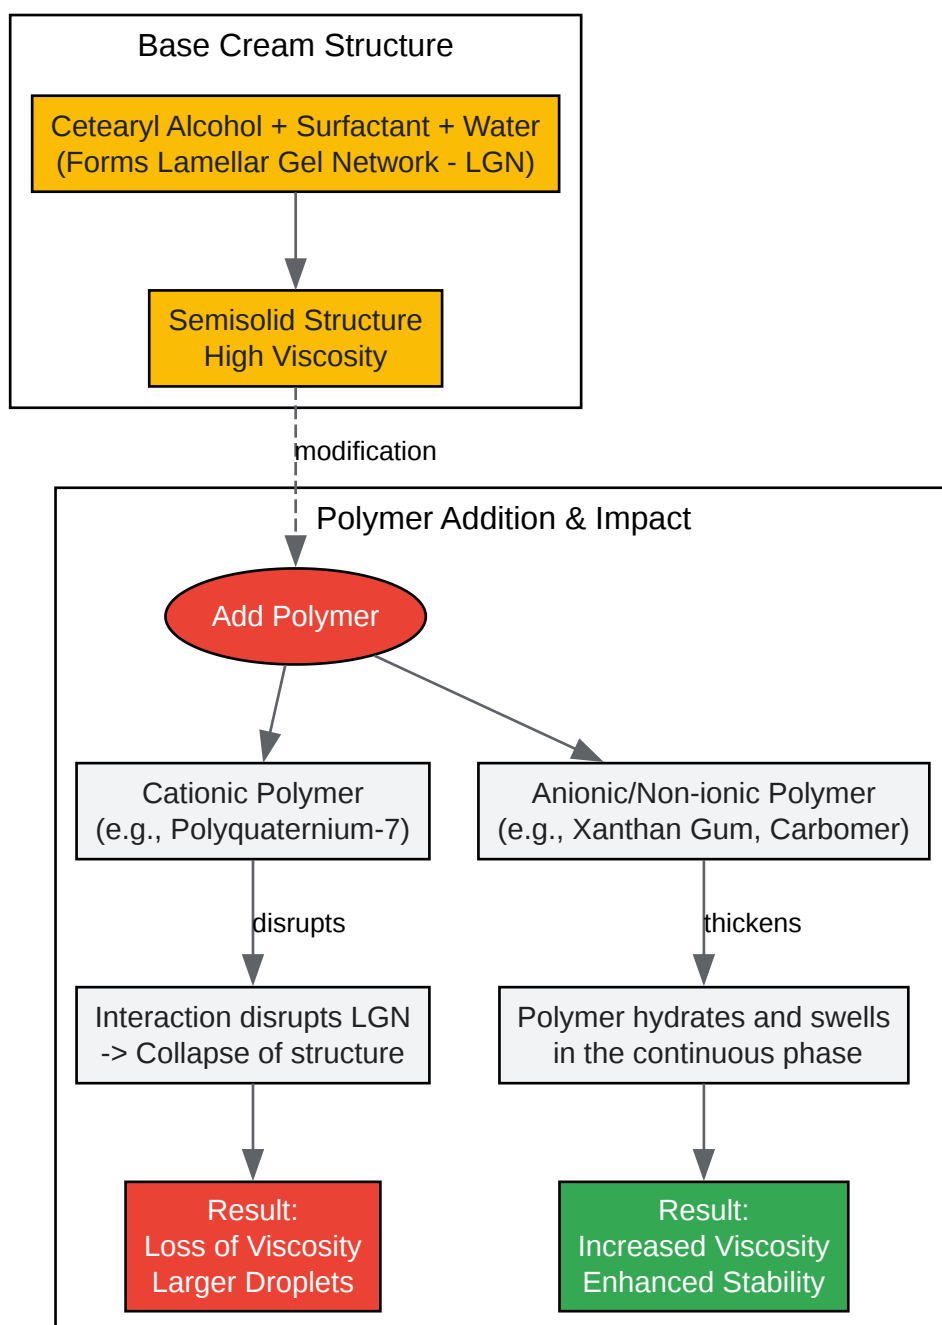 Base Cream Structure
Cetearyl Alcohol + Surfactant + Water
(Forms Lamellar Gel Network - LGN)
Semisolid Structure
High Viscosity
modification
Polymer Addition & Impact
Add Polymer
Cationic Polymer
(e.g., Polyquaternium-7)
Anionic/Non-ionic Polymer
(e.g., Xanthan Gum, Carbomer)
disrupts
thickens
Interaction disrupts LGN
-> Collapse of structure
Polymer hydrates and swells
in the continuous phase
Result:
Loss of Viscosity
Larger Droplets
Result:
Increased Viscosity
Enhanced Stability